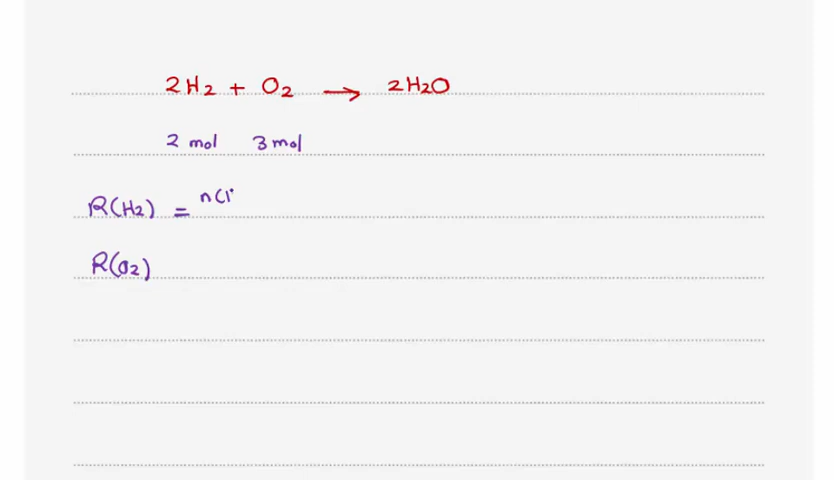 2H2 + O2 → 2H2O
2 mol 3 mol
R(H2) = n(
R(O2)